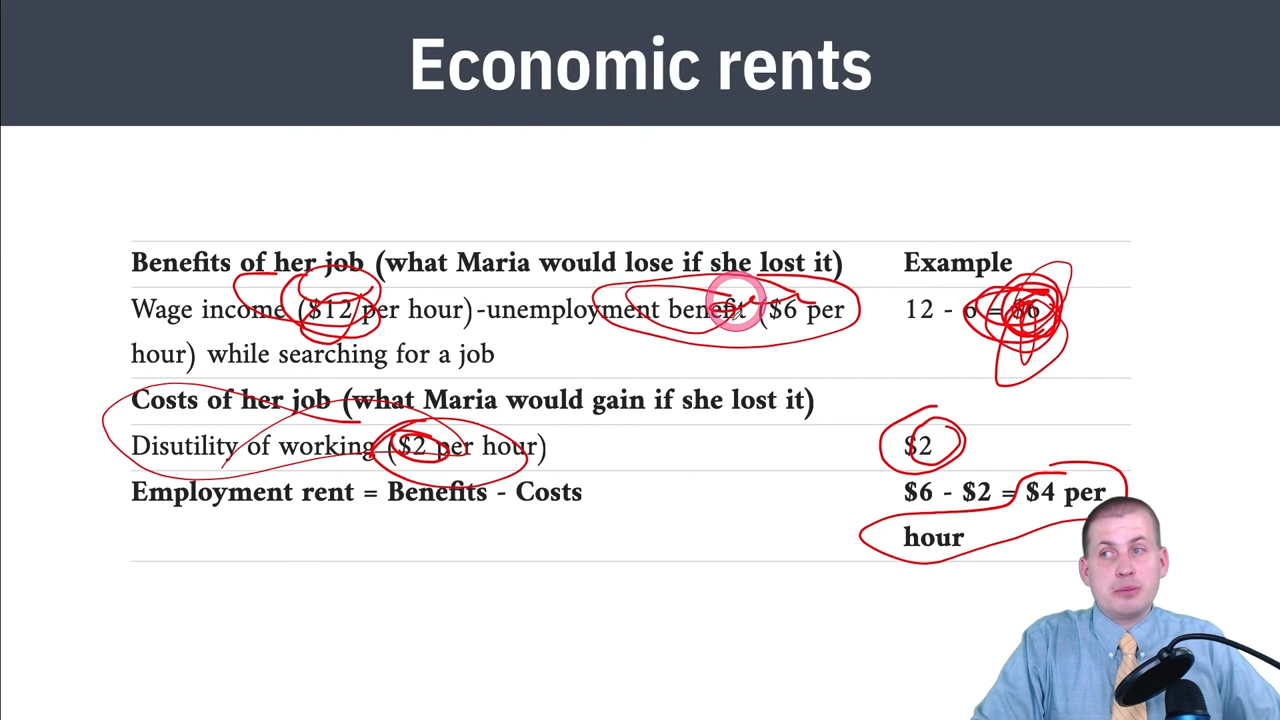 Economic rents
Benefits of her job (what Maria would lose if she lost it) Example
Wage income ($12 per hour)-unemployment benefit ($6 per 12 - 6 = $6
hour) while searching for a job
Costs of her job (what Maria would gain if she lost it)
Disutility of working ($2 per hour) $2
Employment rent = Benefits - Costs $6 - $2 = $4 per
hour